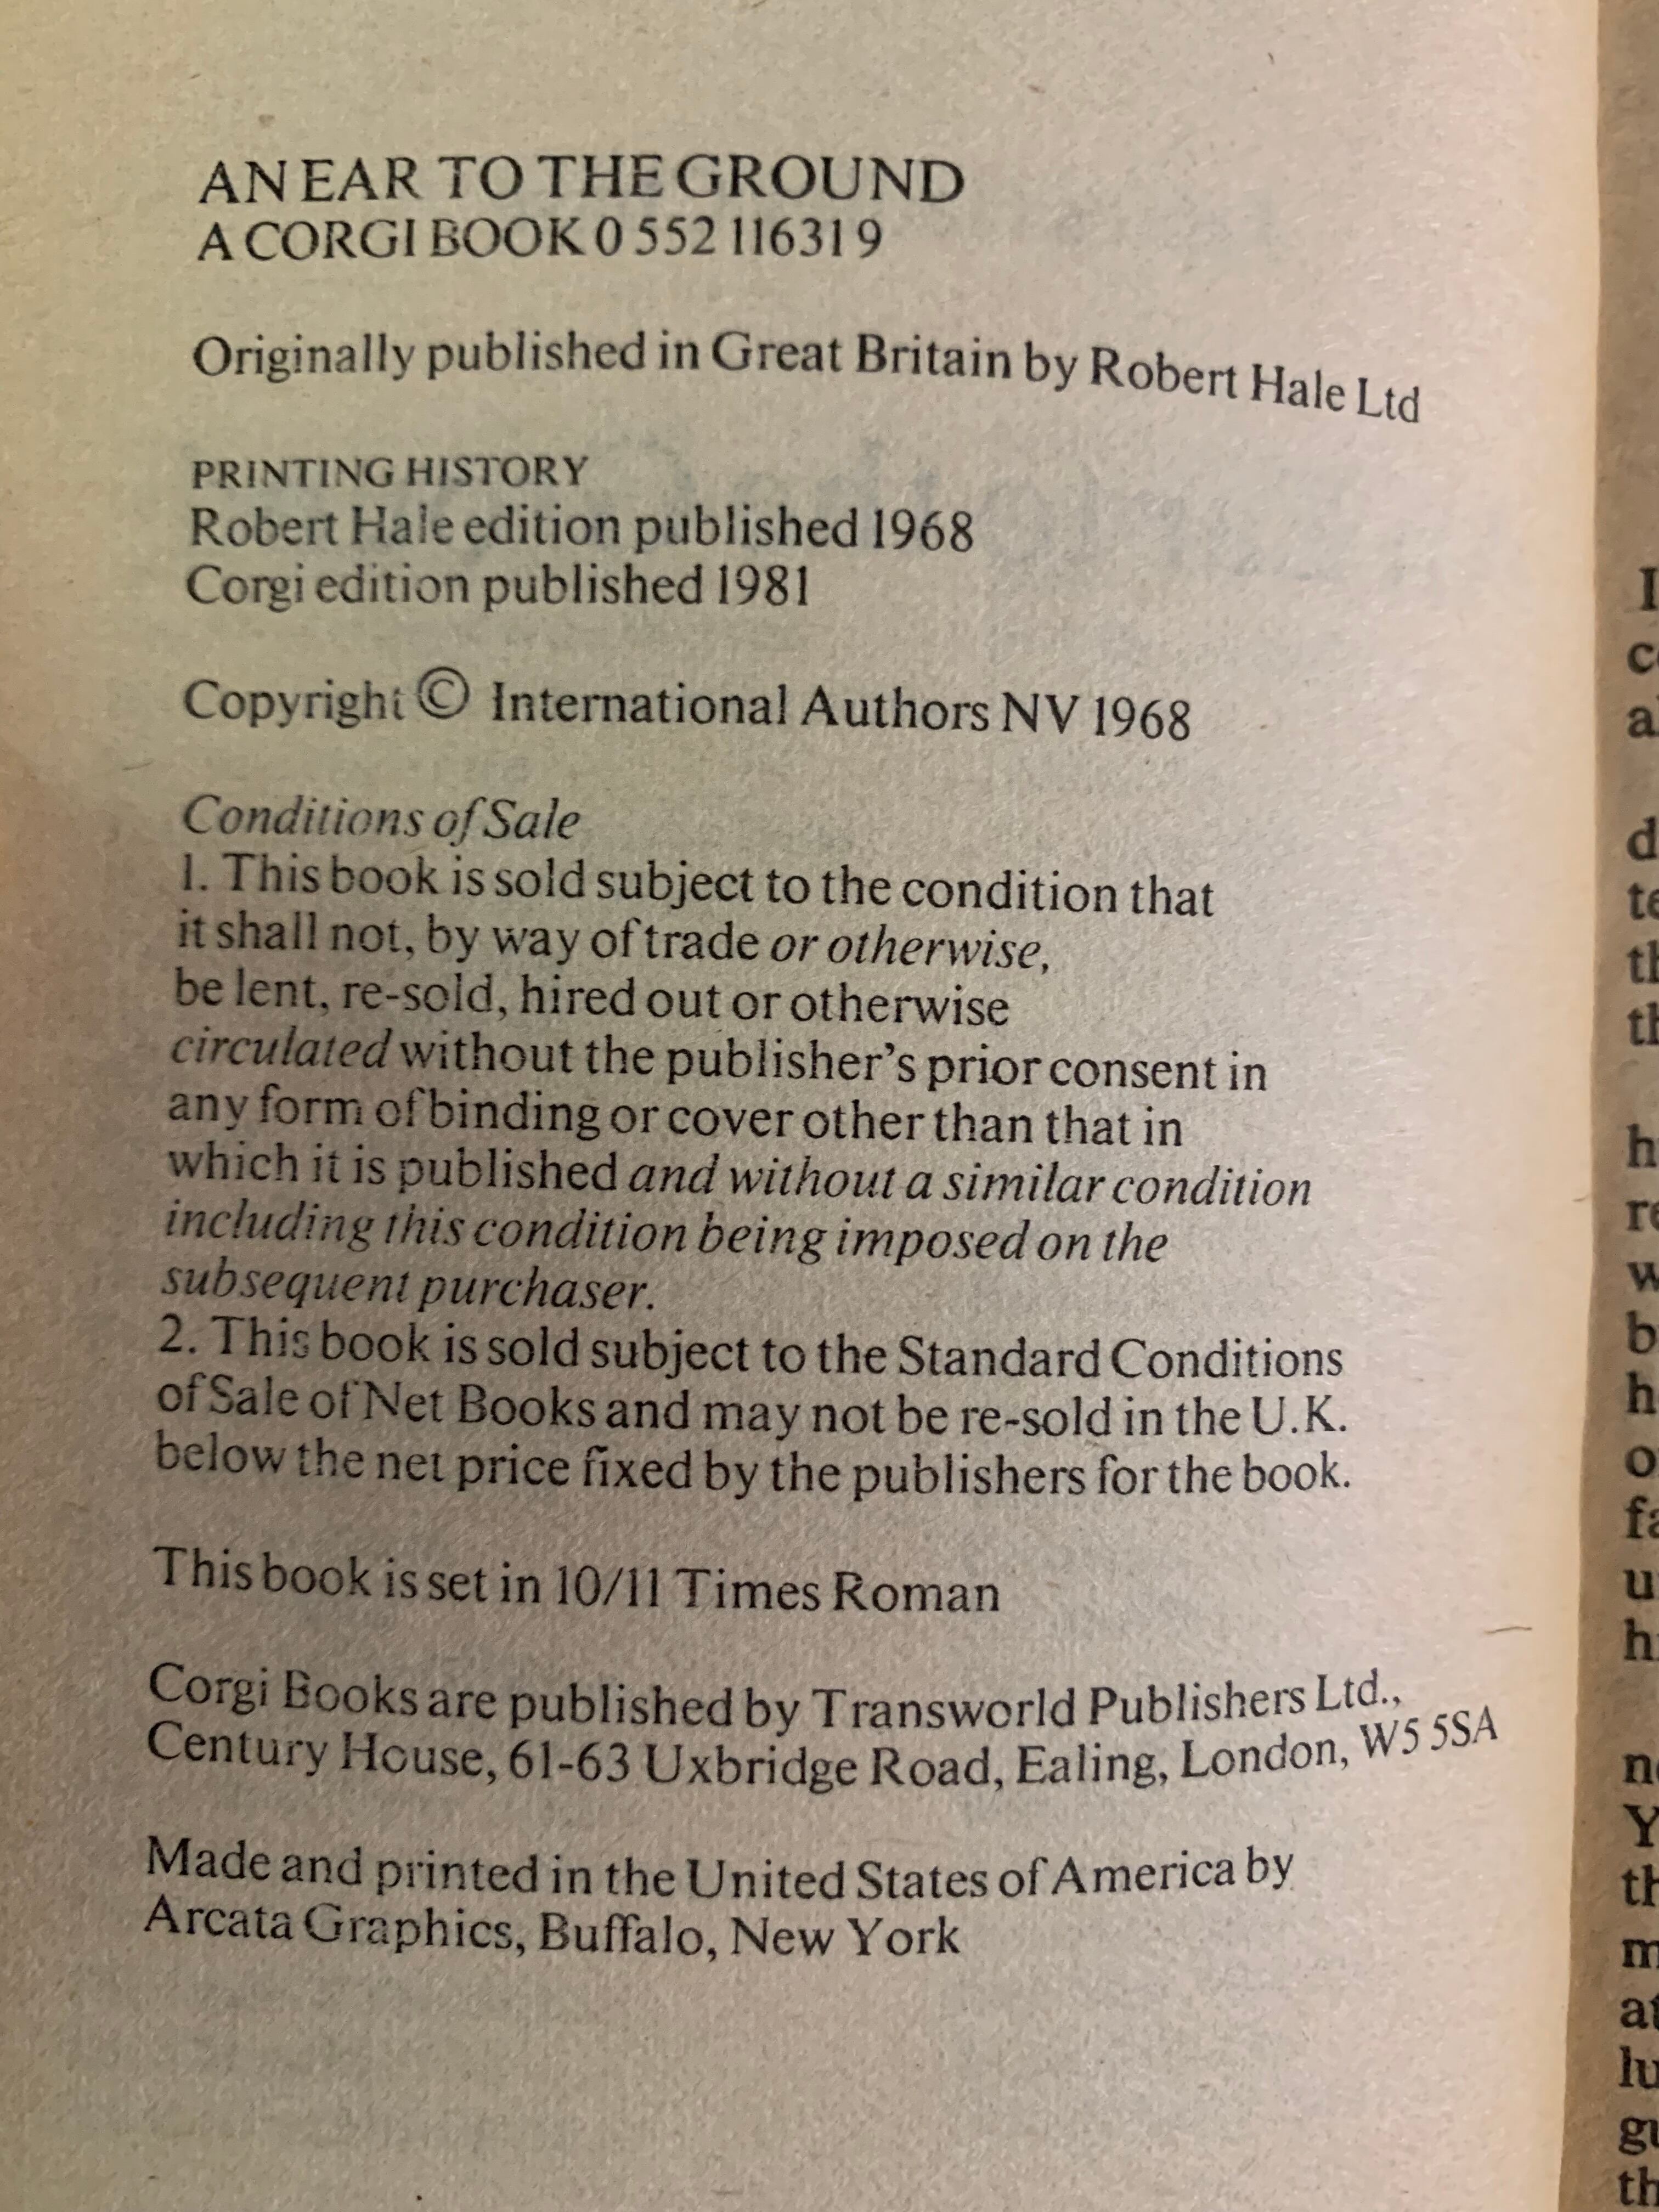 AN EAR TO THE GROUND
A CORGI BOOK 0 552 11631 9
Originally published in Great Britain by Robert Hale Ltd
PRINTING HISTORY
Robert Hale edition published 1968
Corgi edition published 1981
Copyright © International Authors NV 1968
Conditions of Sale
1. This book is sold subject to the condition that
it shall not, by way of trade or otherwise,
be lent, re-sold, hired out or otherwise
circulated without the publisher's prior consent in
any form of binding or cover other than that in
which it is published and without a similar condition
including this condition being imposed on the
subsequent purchaser.
2. This book is sold subject to the Standard Conditions
of Sale of Net Books and may not be re-sold in the U.K.
below the net price fixed by the publishers for the book.
This book is set in 10/11 Times Roman
Corgi Books are published by Transworld Publishers Ltd.,
Century House, 61-63 Uxbridge Road, Ealing, London, W5 5SA
Made and printed in the United States of America by
Arcata Graphics, Buffalo, New York